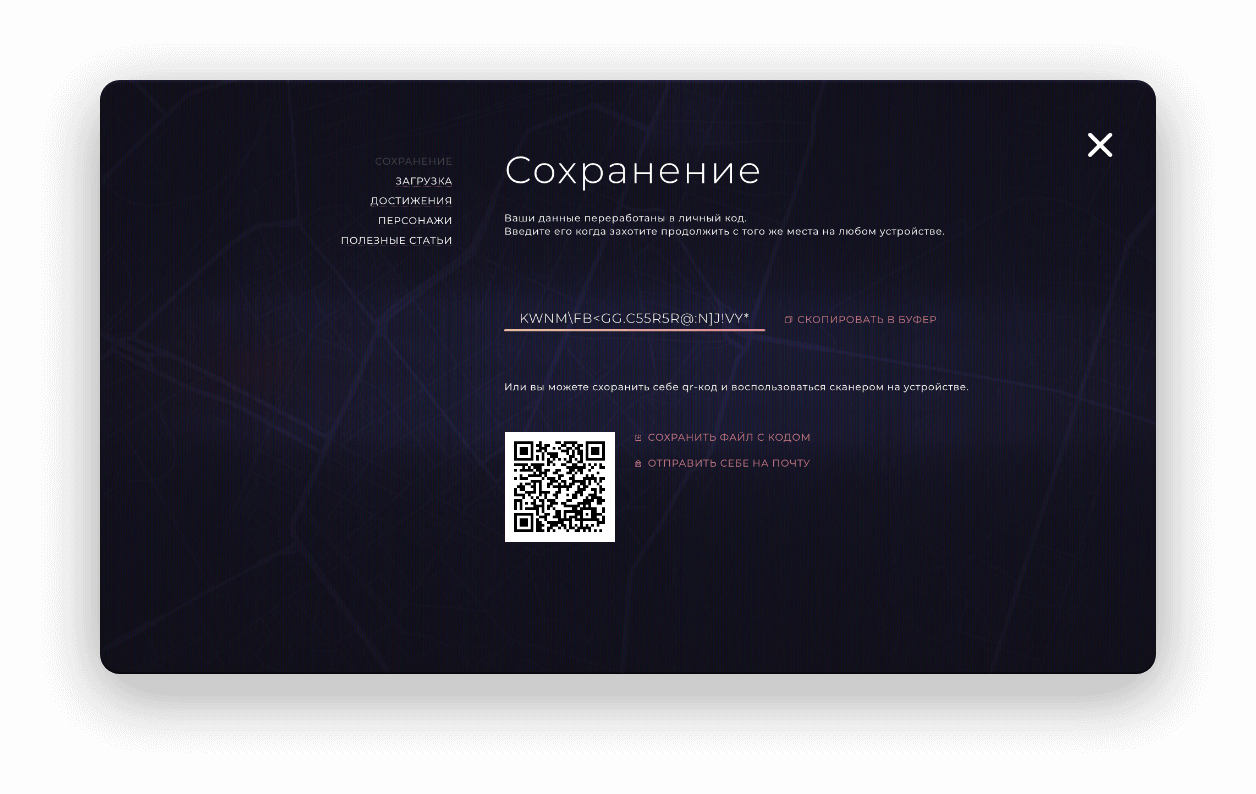 СОХРАНЕНИЕ
ЗАГРУЗКА
ДОСТИЖЕНИЯ
ПЕРСОНАЖИ
ПОЛЕЗНЫЕ СТАТЬИ
Сохранение
Ваши данные переработаны в личный код.
Введите его когда захотите продолжить с того же места на любом устройстве.
KWNM\FB<GG.C55R5R@:N]J!VY*
СКОПИРОВАТЬ В БУФЕР
Или вы можете схоранить себе qr-код и воспользоваться сканером на устройстве.
СОХРАНИТЬ ФАЙЛ С КОДОМ
ОТПРАВИТЬ СЕБЕ НА ПОЧТУ